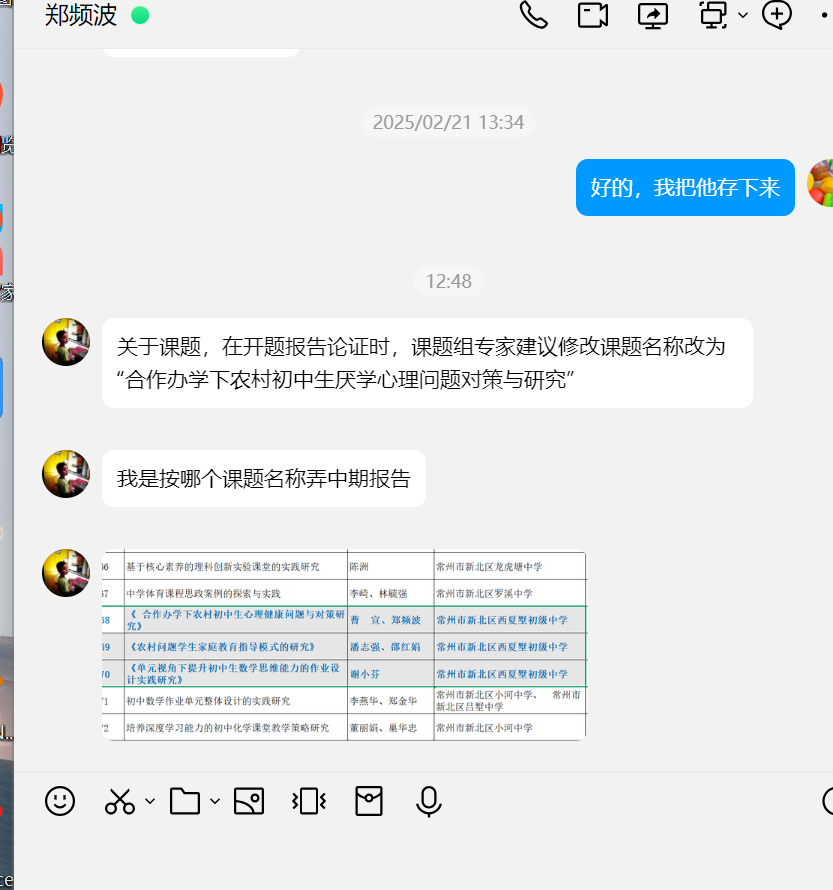 郑频波
2025/02/21 13:34
好的，我把他存下来
12:48
关于课题，在开题报告论证时，课题组专家建议修改课题名称改为
“合作办学下农村初中生厌学心理问题对策与研究”
我是按哪个课题名称弄中期报告
66 基于核心素养的理科创新实验课堂的实践研究 陈洲 常州市新北区龙虎塘中学
67 中学体育课程思政案例的探索与实践 李崎、林毓强 常州市新北区罗溪中学
68 《 合作办学下农村初中生心理健康问题与对策研究》 曹　宣、郑频波 常州市新北区西夏墅初级中学
69 《农村问题学生家庭教育指导模式的研究》 潘志强、邵红娟 常州市新北区西夏墅初级中学
70 《单元视角下提升初中生数学思维能力的作业设计实践研究》 谢小芬 常州市新北区西夏墅初级中学
71 初中数学作业单元整体设计的实践研究 李燕华、郑金华 常州市新北区小河中学、 常州市新北区吕墅中学
72 培养深度学习能力的初中化学课堂教学策略研究 董丽娟、巢华忠 常州市新北区小河中学